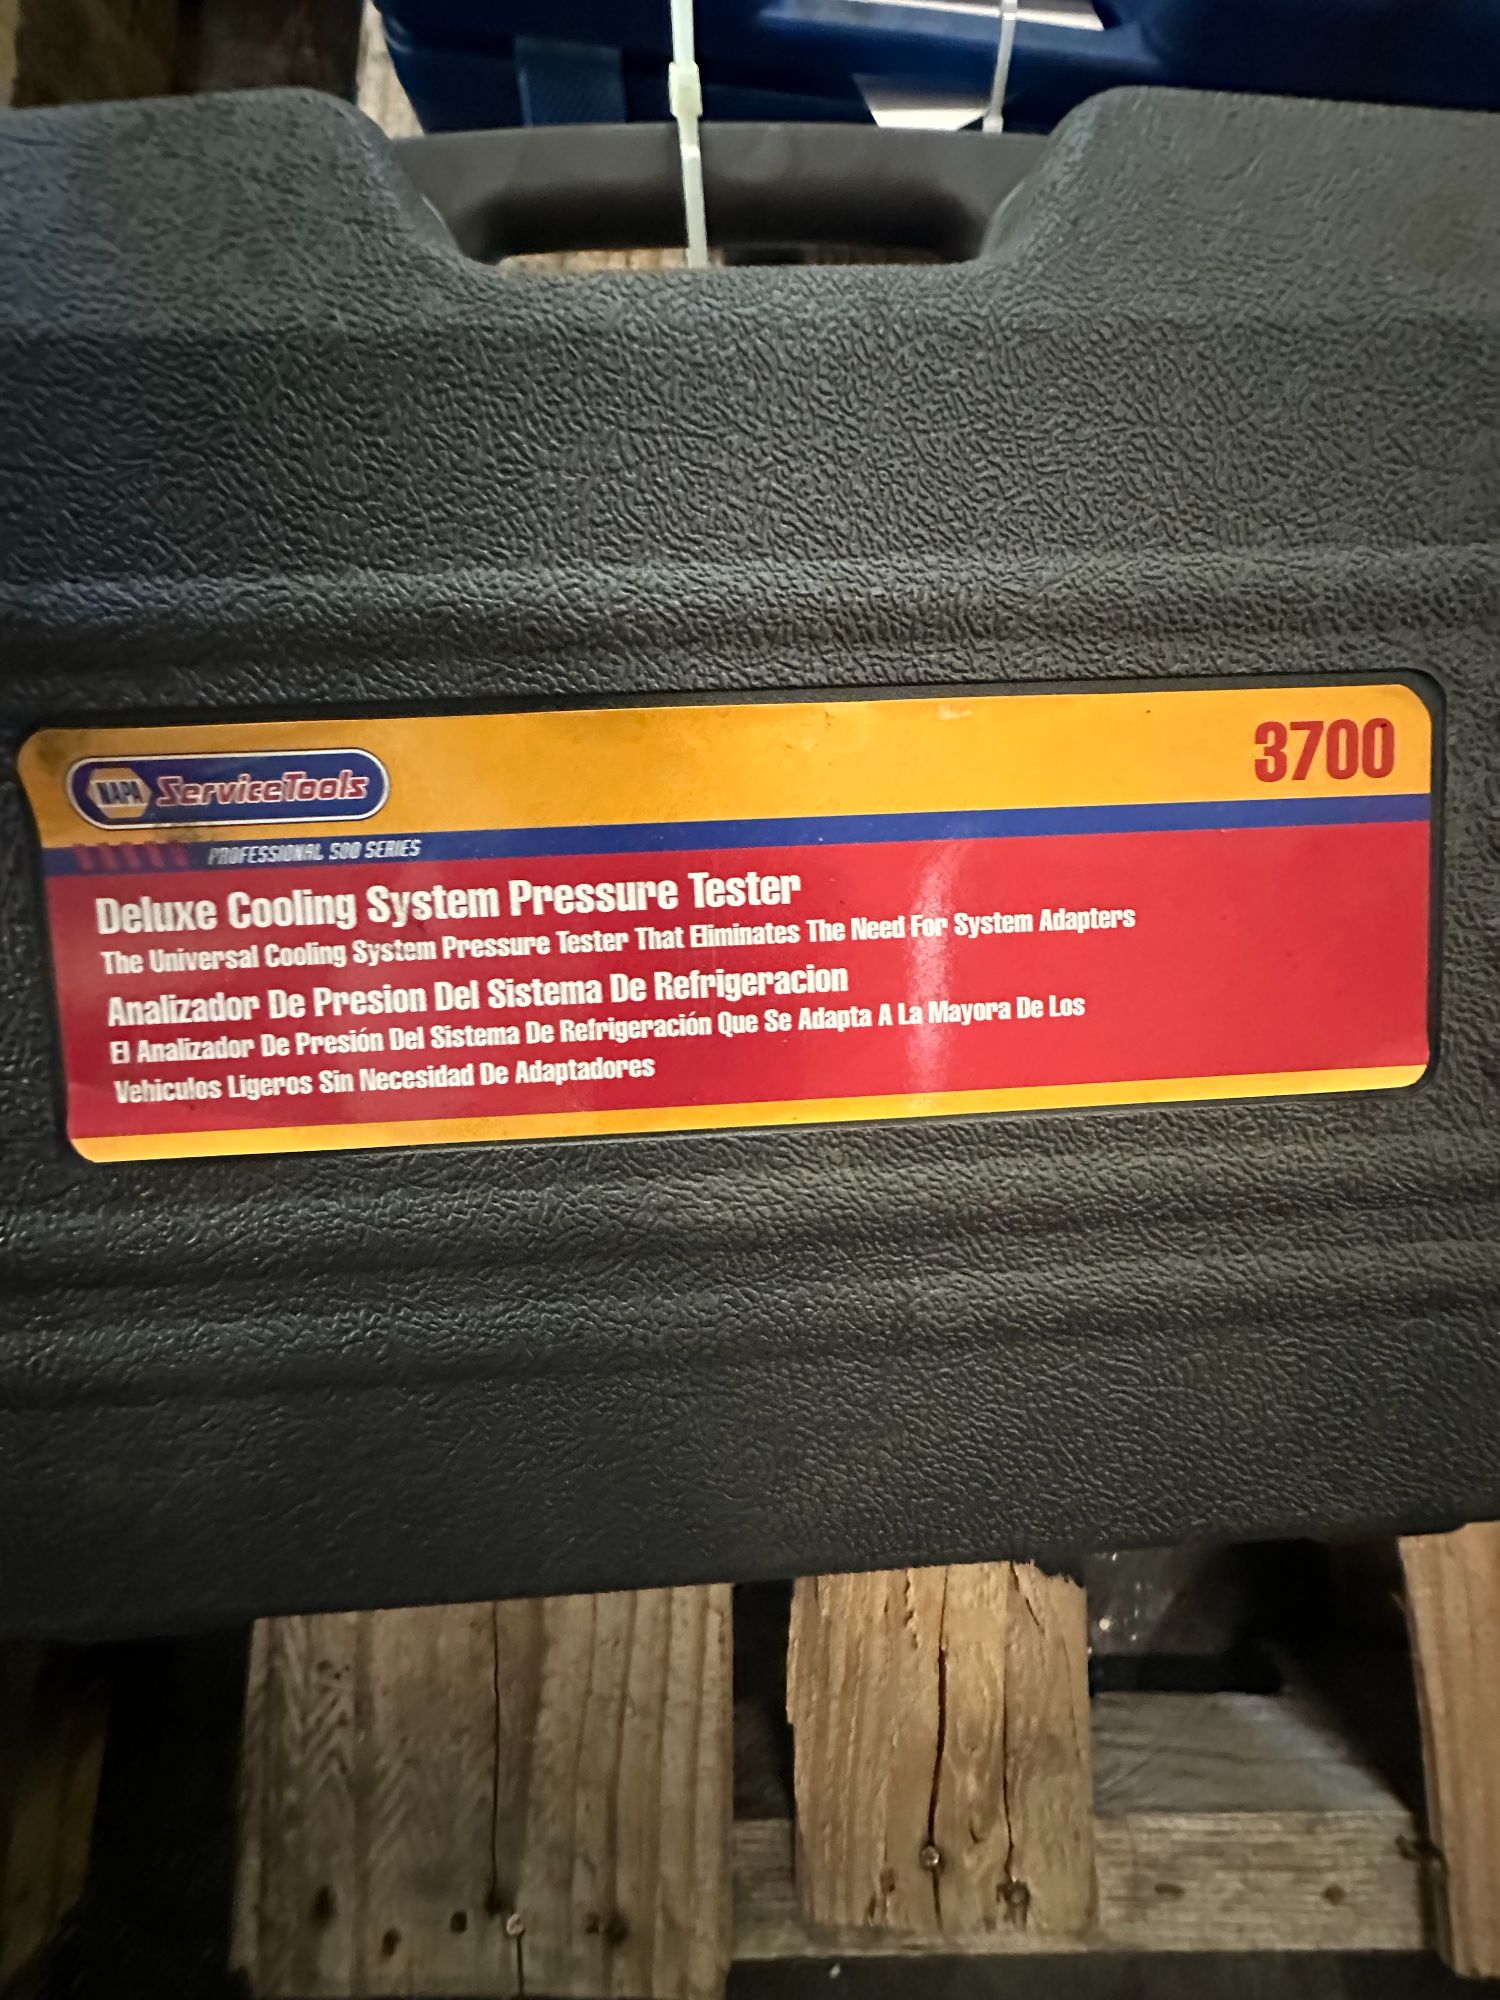 NAPA ServiceTools
3700
PROFESSIONAL 500 SERIES
Deluxe Cooling System Pressure Tester
The Universal Cooling System Pressure Tester That Eliminates The Need For System Adapters
Analizador De Presion Del Sistema De Refrigeracion
El Analizador De Presión Del Sistema De Refrigeración Que Se Adapta A La Mayora De Los
Vehiculos Ligeros Sin Necesidad De Adaptadores